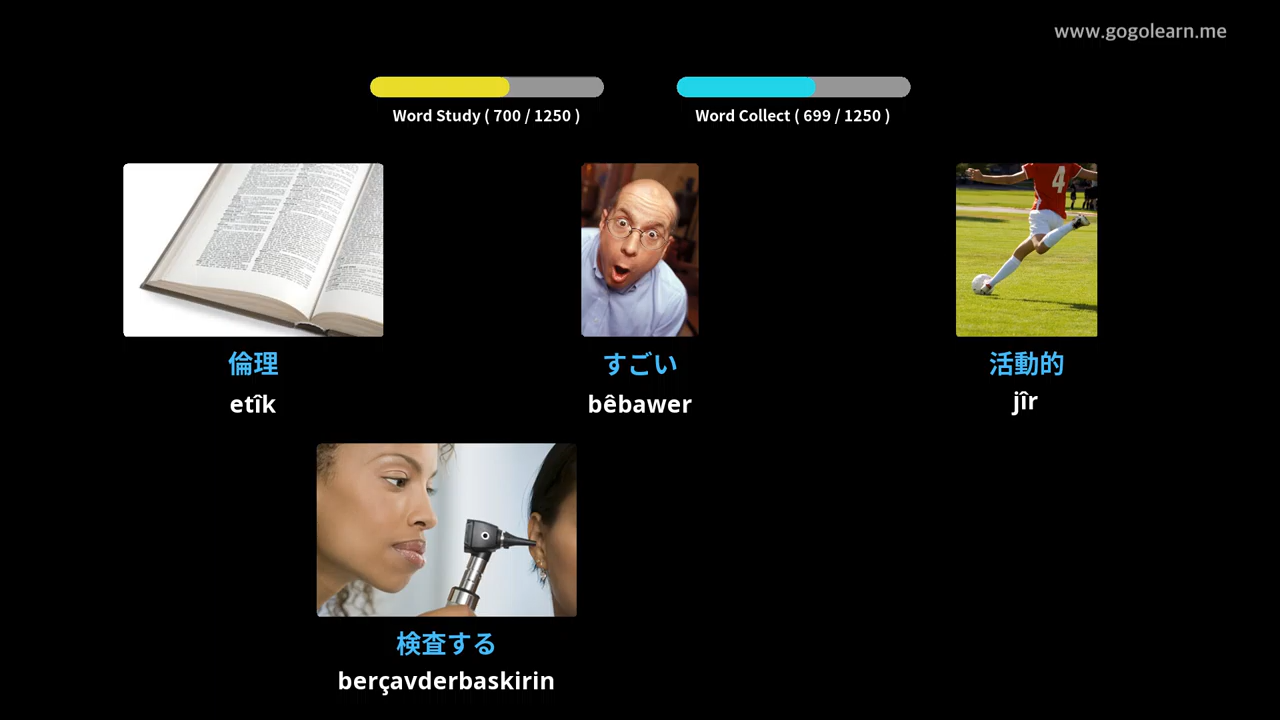 www.gogolearn.me
Word Study ( 700 / 1250 )
Word Collect ( 699 / 1250 )
4
倫理
etîk
すごい
bêbawer
活動的
jîr
検査する
berçavderbaskirin